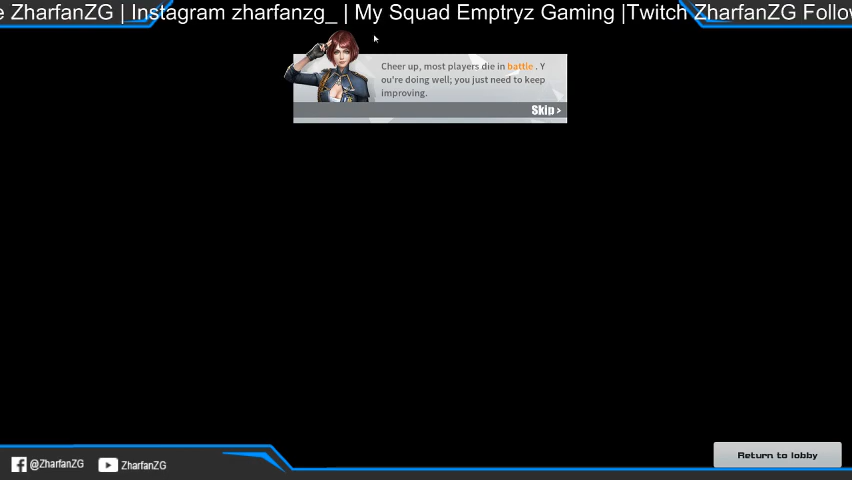 e ZharfanZG | Instagram zharfanzg_ | My Squad Emptryz Gaming |Twitch ZharfanZG Follow
Cheer up, most players die in battle . Y
ou're doing well; you just need to keep
improving.
Skip >
Return to lobby
@ZharfanZG
ZharfanZG